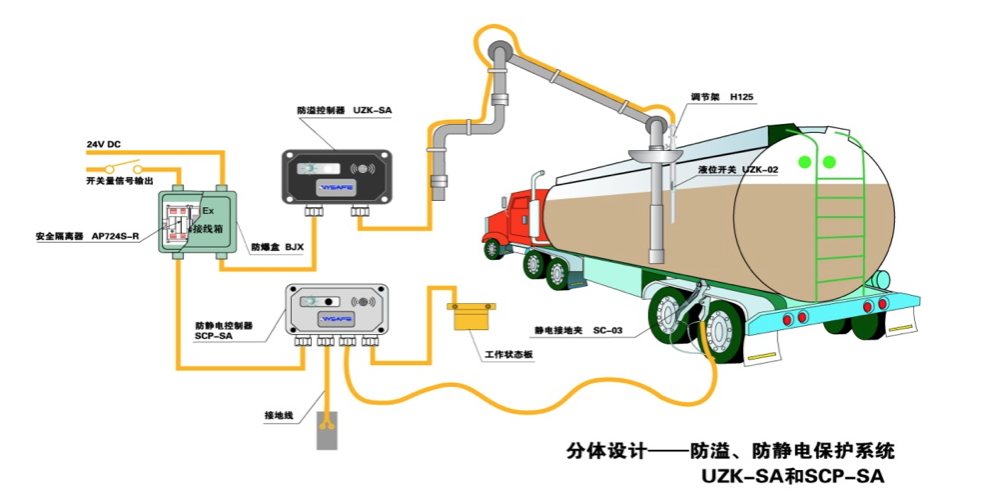 防溢控制器 UZK-SA
调节架 H125
24V DC
开关量信号输出
液位开关 UZK-02
Ex
接线箱
安全隔离器 AP724S-R
防爆盒 BJX
防静电控制器
SCP-SA
静电接地夹 SC-03
工作状态板
接地线
分体设计——防溢、防静电保护系统
UZK-SA和SCP-SA